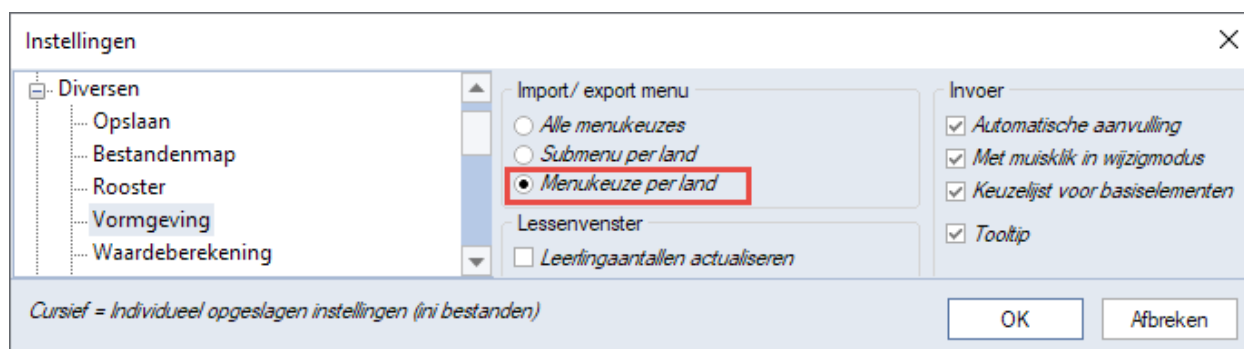 Instellingen
Diversen
Opslaan
Bestandenmap
Rooster
Vormgeving
Waardeberekening
Import/ export menu
Alle menukeuzes
Submenu per land
Menukeuze per land
Lessenvenster
Leerlingaantallen actualiseren
Invoer
Automatische aanvulling
Met muisklik in wijzigmodus
Keuzelijst voor basiselementen
Tooltip
Cursief = Individueel opgeslagen instellingen (ini bestanden)
OK
Afbreken